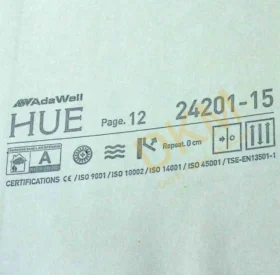 AdaWell
HUE Page. 12 24201-15
A Repeat. 0 cm
CERTIFICATIONS CE / ISO 9001 / ISO 10002 / ISO 14001 / ISO 45001 / TSE-EN13501-1
DKM